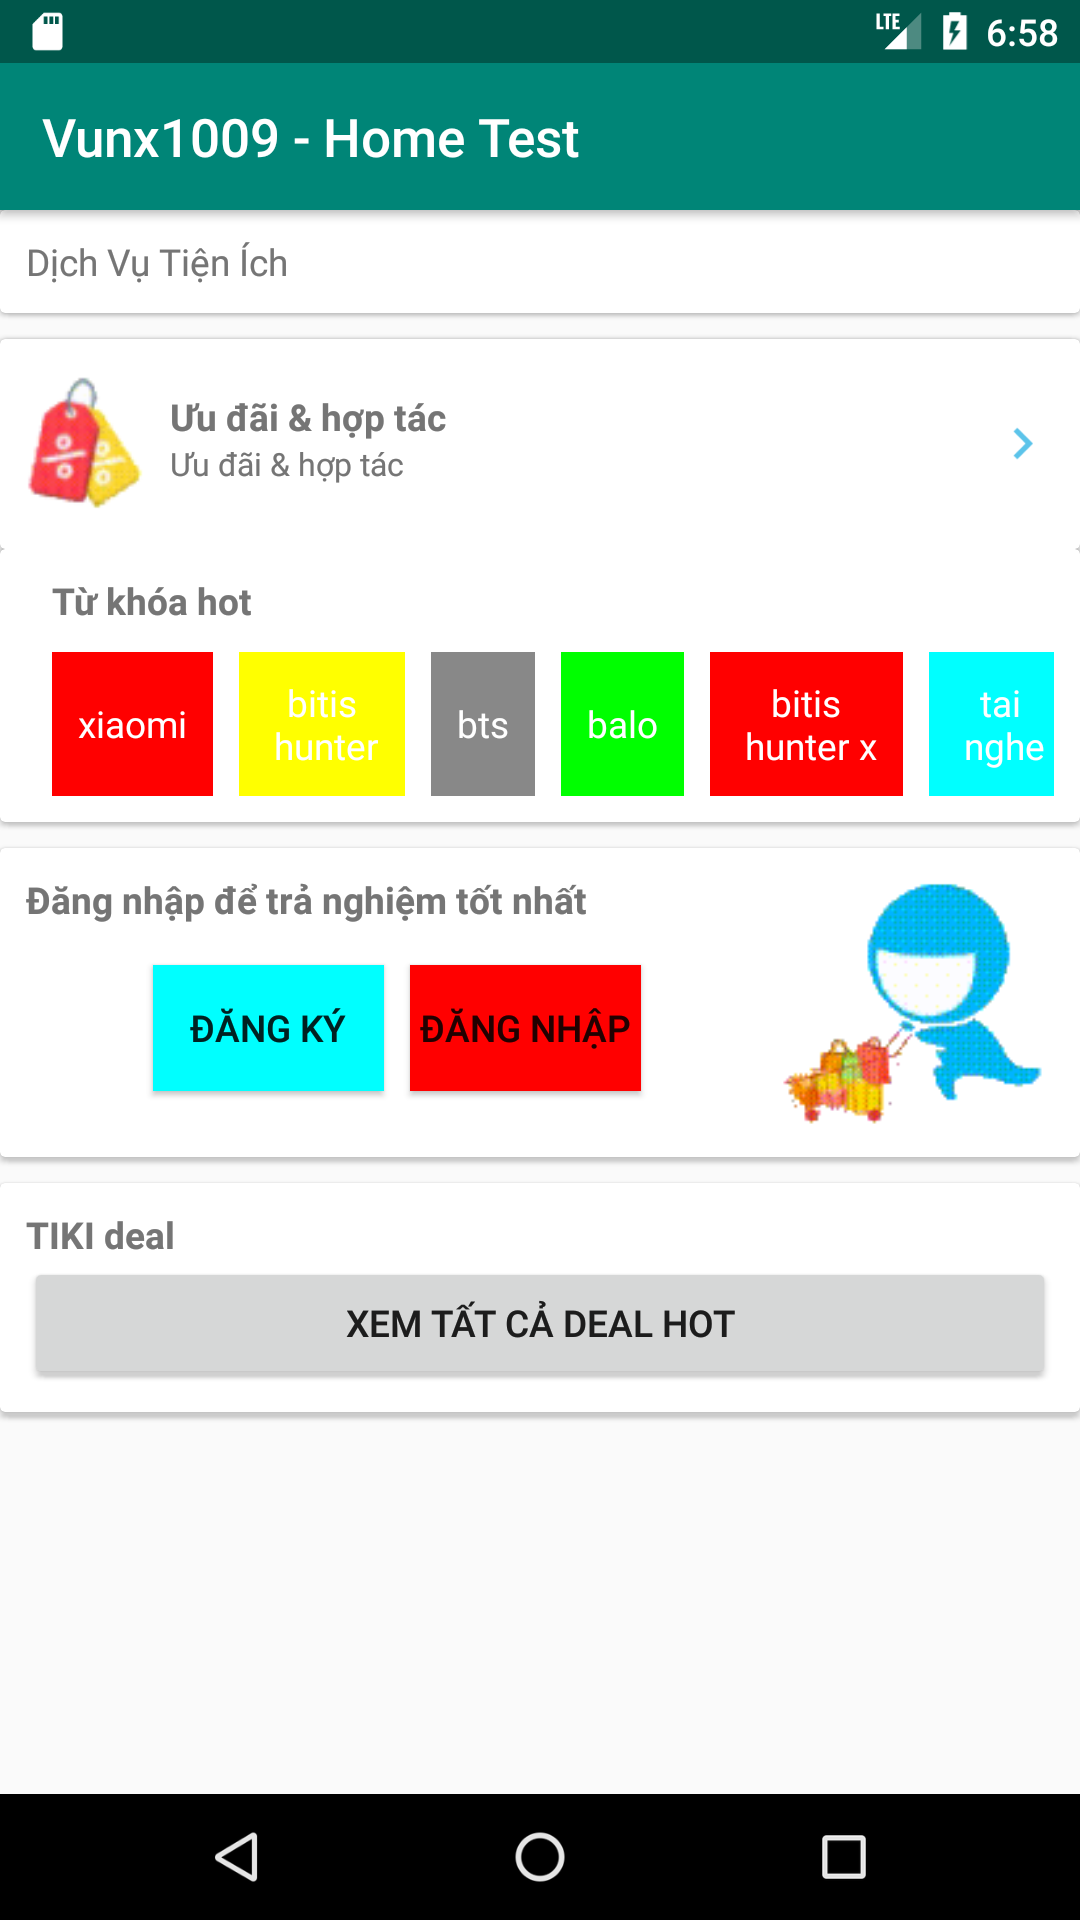 LTE 6:58
Vunx1009 - Home Test
Dịch Vụ Tiện Ích
Ưu đãi & hợp tác
Ưu đãi & hợp tác
Từ khóa hot
xiaomi
bitis
hunter
bts
balo
bitis
hunter x
tai
nghe
Đăng nhập để trả nghiệm tốt nhất
ĐĂNG KÝ
ĐĂNG NHẬP
TIKI deal
XEM TẤT CẢ DEAL HOT